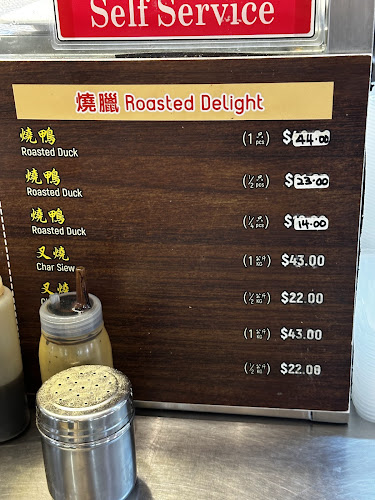 Self Service
燒臘 Roasted Delight
燒鴨 (1 只 pcs) $44.00
Roasted Duck
燒鴨 (½ 只 pcs) $23.00
Roasted Duck
燒鴨 (¼ 只 pcs) $14.00
Roasted Duck
叉燒 (1 公斤 KG) $43.00
Char Siew
叉燒 (½ 公斤 KG) $22.00
(1 公斤 KG) $43.00
(½ 公斤 KG) $22.00